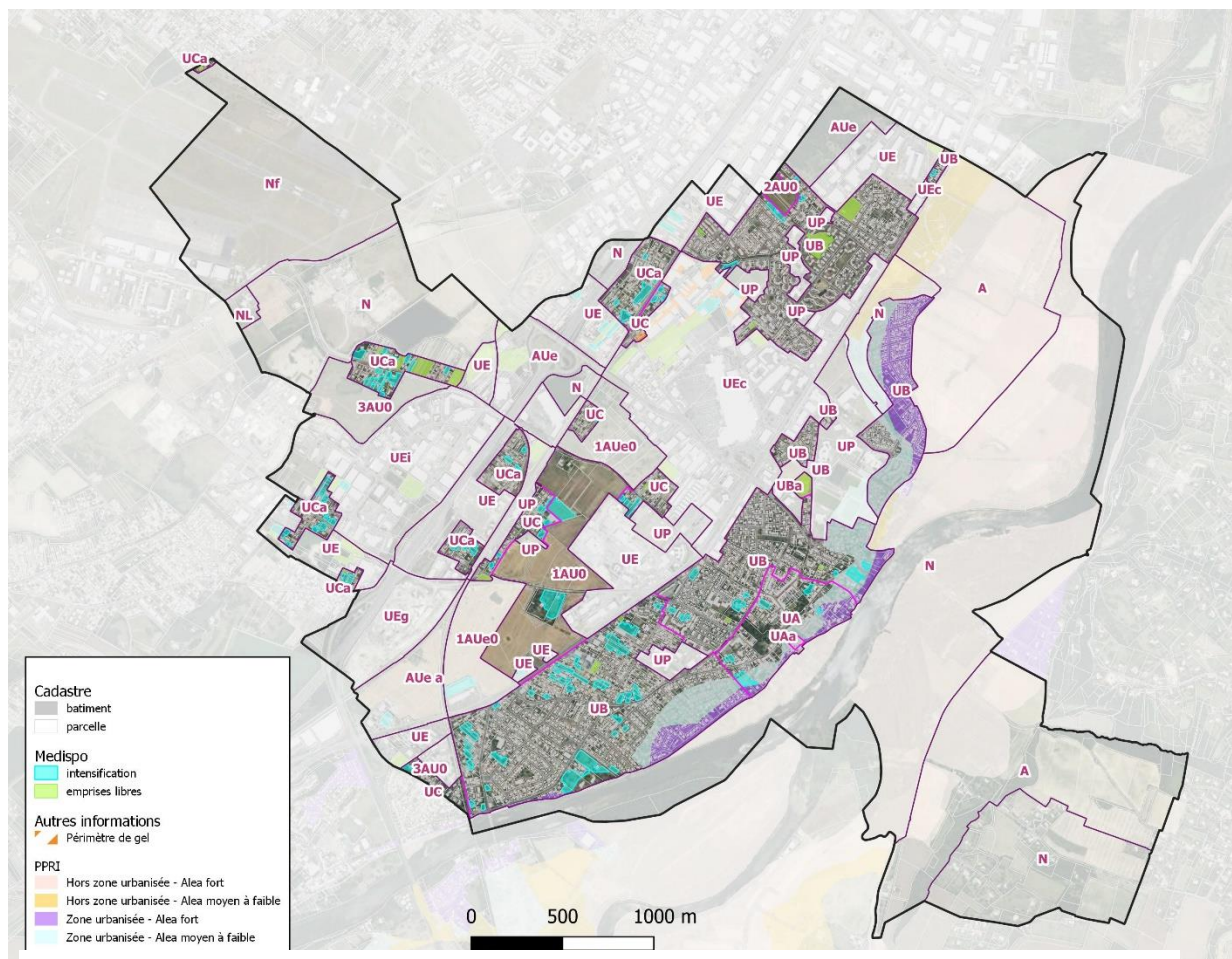 UCa
AUe
UE
UB
UEc
Nf
2AU0
UE
UP
UB
N
UP
UCa
A
UP
N
NL
UE
UP
UC
AUe
UCa
UE
N
UEc
UB
3AU0
UC
UB
1AUe0
UB
UP
UEi
UB
UCa
UBa
UC
UE
UP
UCa
UC
UP
UCa
UE
UE
UP
UB
N
1AU0
UCa
UEg
UA
1AUe0
UAa
UE
UP
UE
AUe a
UB
UE
3AU0
A
UC
N
Cadastre
batiment
parcelle
Medispo
intensification
emprises libres
Autres informations
Périmètre de gel
PPRI
Hors zone urbanisée - Alea fort
Hors zone urbanisée - Alea moyen à faible
Zone urbanisée - Alea fort
Zone urbanisée - Alea moyen à faible
0 500 1000 m